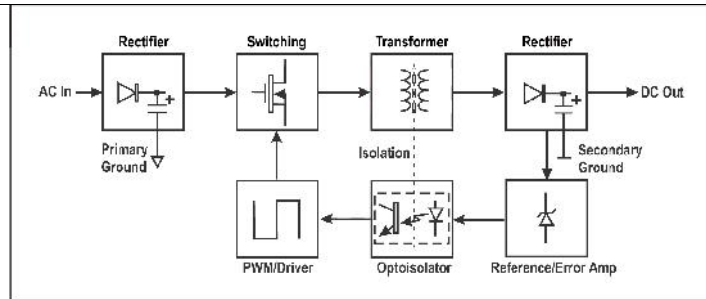 Rectifier
Switching
Transformer
Rectifier
AC In
+
+
DC Out
Primary
Ground
Isolation
Secondary
Ground
PWM/Driver
Optoisolator
Reference/Error Amp